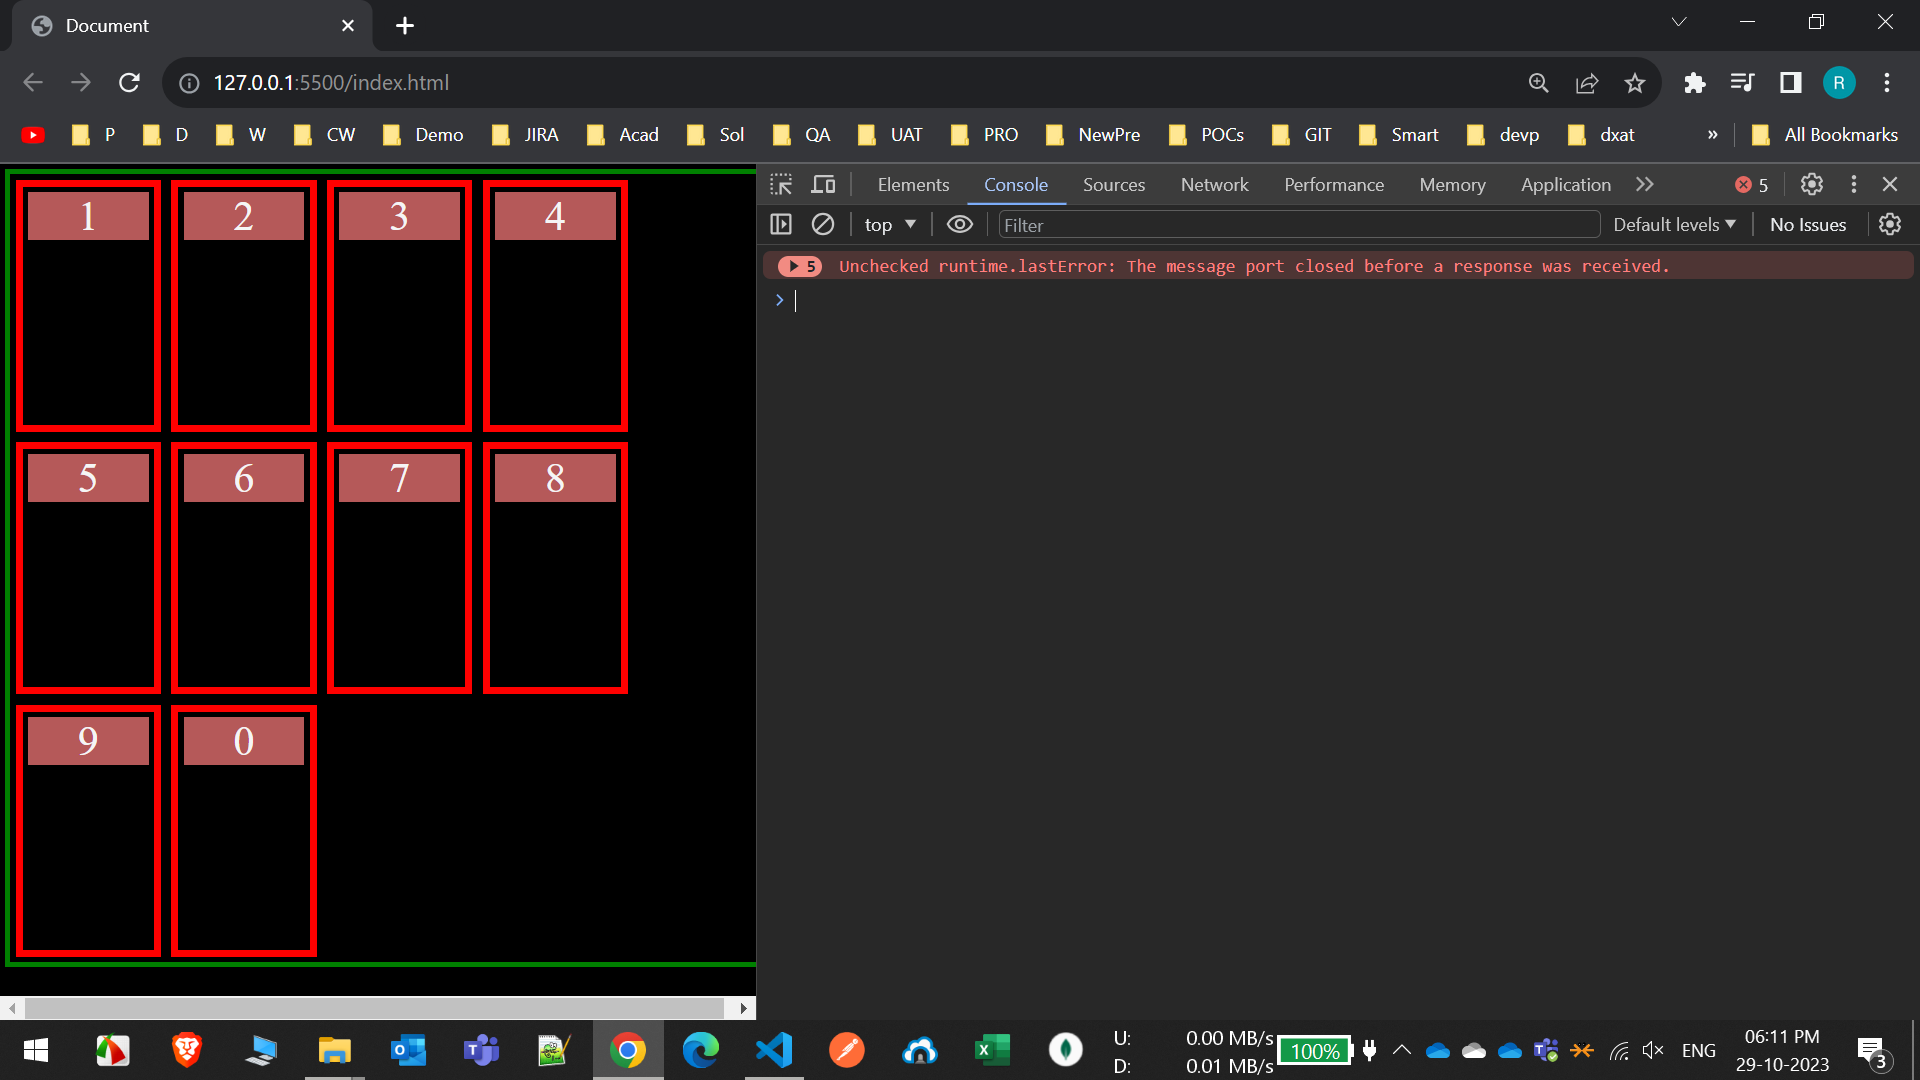 Document
127.0.0.1:5500/index.html
R
P D W CW Demo JIRA Acad Sol QA UAT PRO NewPre POCs GIT Smart devp dxat » All Bookmarks
Elements Console Sources Network Performance Memory Application 5
top Filter Default levels No Issues
5 Unchecked runtime.lastError: The message port closed before a response was received.
1 2 3 4
5 6 7 8
9 0
U: 0.00 MB/s
D: 0.01 MB/s
100%
ENG
06:11 PM
29-10-2023
3